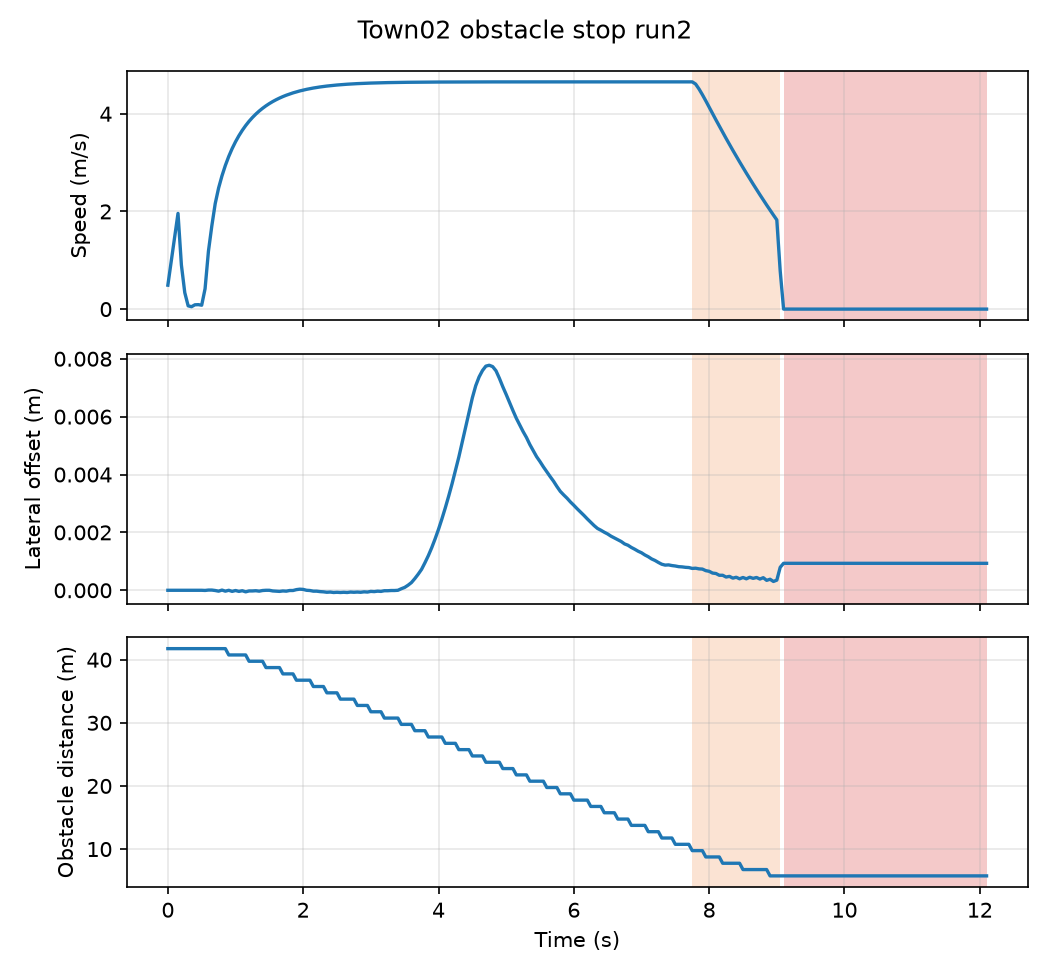 Town02 obstacle stop run2
Speed (m/s)
4
2
0
Lateral offset (m)
0.008
0.006
0.004
0.002
0.000
Obstacle distance (m)
40
30
20
10
0 2 4 6 8 10 12
Time (s)